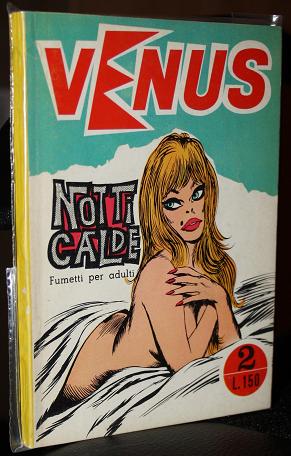 VENUS
NOTTI
CALDE
Fumetti per adulti
2
L. 150